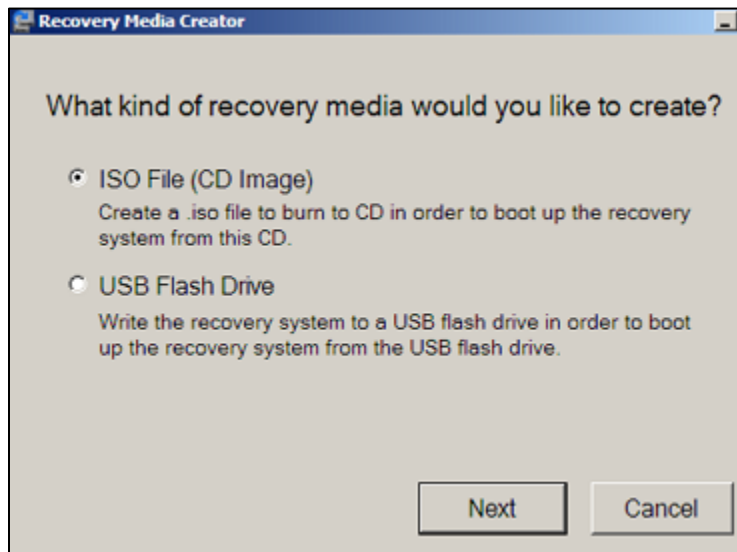 Recovery Media Creator
What kind of recovery media would you like to create?
ISO File (CD Image)
Create a .iso file to burn to CD in order to boot up the recovery
system from this CD.
USB Flash Drive
Write the recovery system to a USB flash drive in order to boot
up the recovery system from the USB flash drive.
Next
Cancel